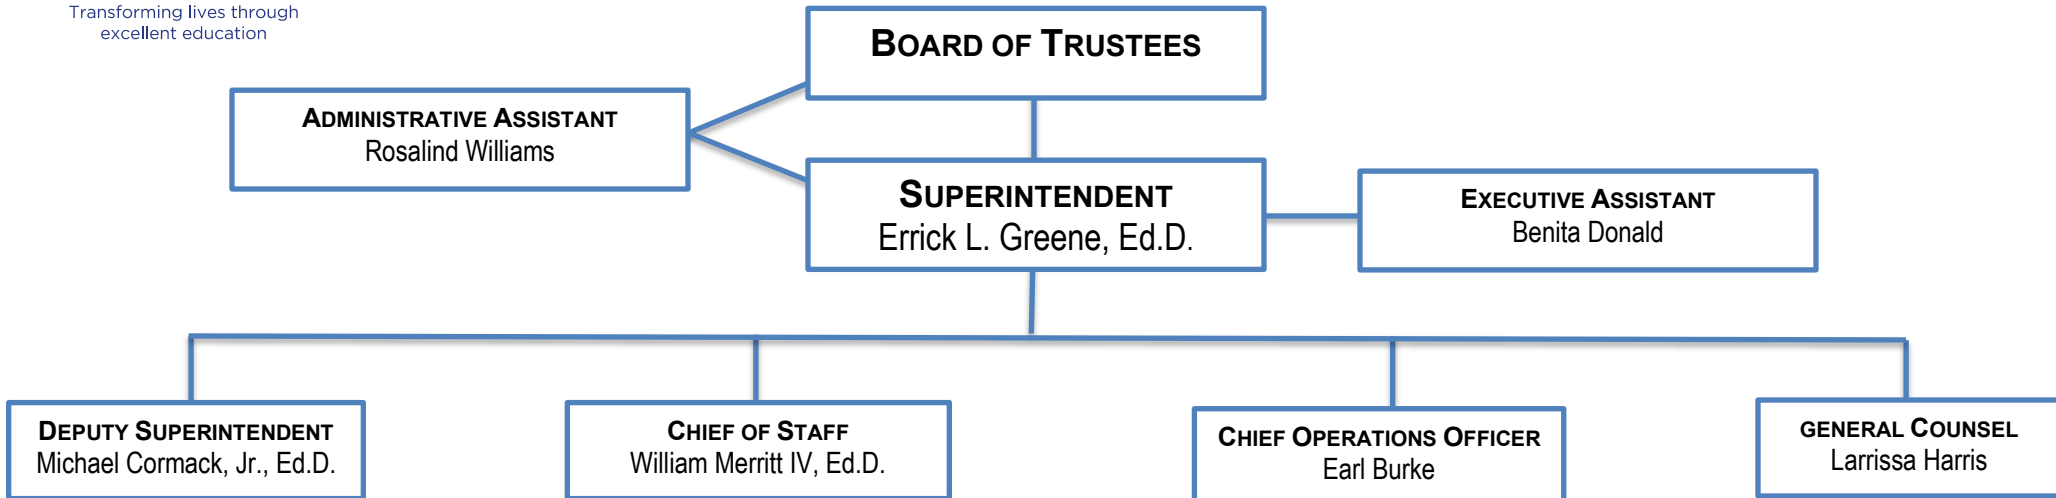 Transforming lives through
excellent education
BOARD OF TRUSTEES
ADMINISTRATIVE ASSISTANT
Rosalind Williams
SUPERINTENDENT
Errick L. Greene, Ed.D.
EXECUTIVE ASSISTANT
Benita Donald
DEPUTY SUPERINTENDENT
Michael Cormack, Jr., Ed.D.
CHIEF OF STAFF
William Merritt IV, Ed.D.
CHIEF OPERATIONS OFFICER
Earl Burke
GENERAL COUNSEL
Larrissa Harris